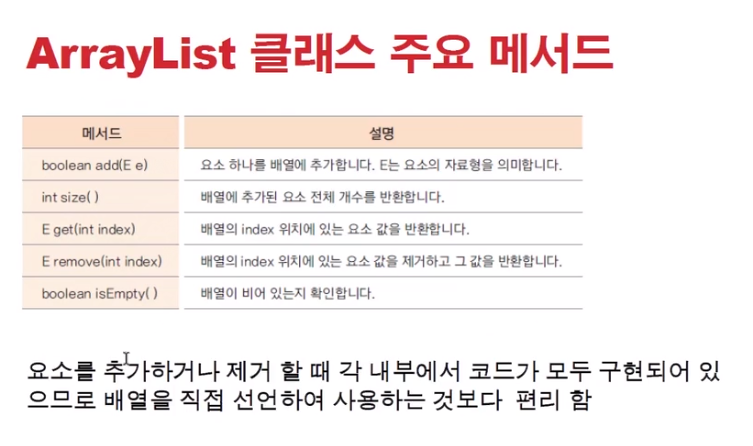 ArrayList 클래스 주요 메서드
메서드 설명
boolean add(E e) 요소 하나를 배열에 추가합니다. E는 요소의 자료형을 의미합니다.
int size( ) 배열에 추가된 요소 전체 개수를 반환합니다.
E get(int index) 배열의 index 위치에 있는 요소 값을 반환합니다.
E remove(int index) 배열의 index 위치에 있는 요소 값을 제거하고 그 값을 반환합니다.
boolean isEmpty( ) 배열이 비어 있는지 확인합니다.
요소를 추가하거나 제거 할 때 각 내부에서 코드가 모두 구현되어 있
으므로 배열을 직접 선언하여 사용하는 것보다 편리 함